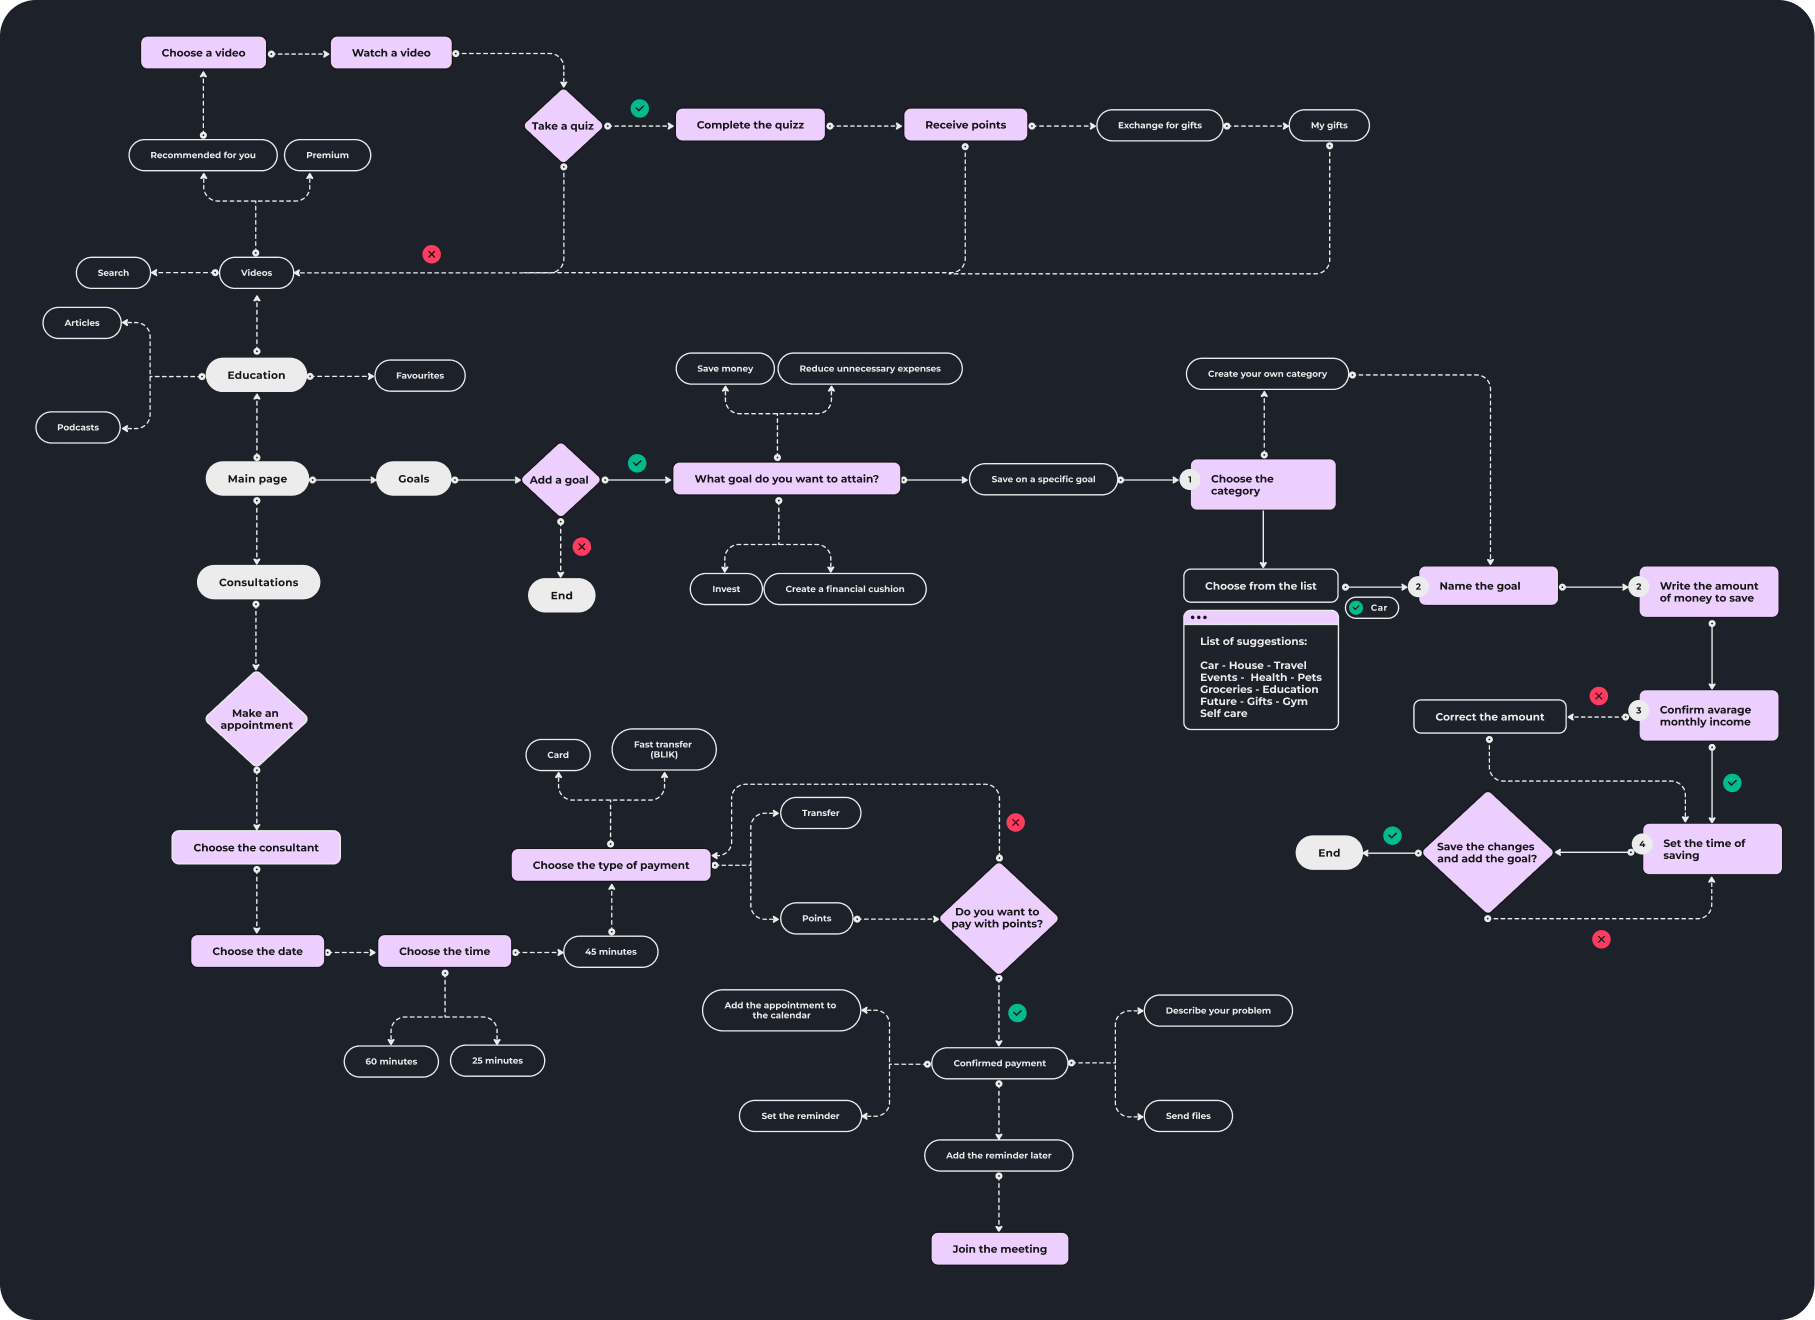 Choose a video
Watch a video
Take a quiz
Complete the quizz
Receive points
Exchange for gifts
My gifts
Recommended for you
Premium
Search
Videos
Articles
Education
Favourites
Podcasts
Save money
Reduce unnecessary expenses
Create your own category
Main page
Goals
Add a goal
What goal do you want to attain?
Save on a specific goal
1
Choose the
category
Consultations
End
Invest
Create a financial cushion
Choose from the list
Car
2
Name the goal
2
Write the amount
of money to save
List of suggestions:
Car - House - Travel
Events - Health - Pets
Groceries - Education
Future - Gifts - Gym
Self care
Make an
appointment
Correct the amount
3
Confirm avarage
monthly income
Card
Fast transfer
(BLIK)
Transfer
Choose the consultant
Choose the type of payment
End
Save the changes
and add the goal?
4
Set the time of
saving
Points
Do you want to
pay with points?
Choose the date
Choose the time
45 minutes
60 minutes
25 minutes
Add the appointment to
the calendar
Describe your problem
Confirmed payment
Set the reminder
Send files
Add the reminder later
Join the meeting